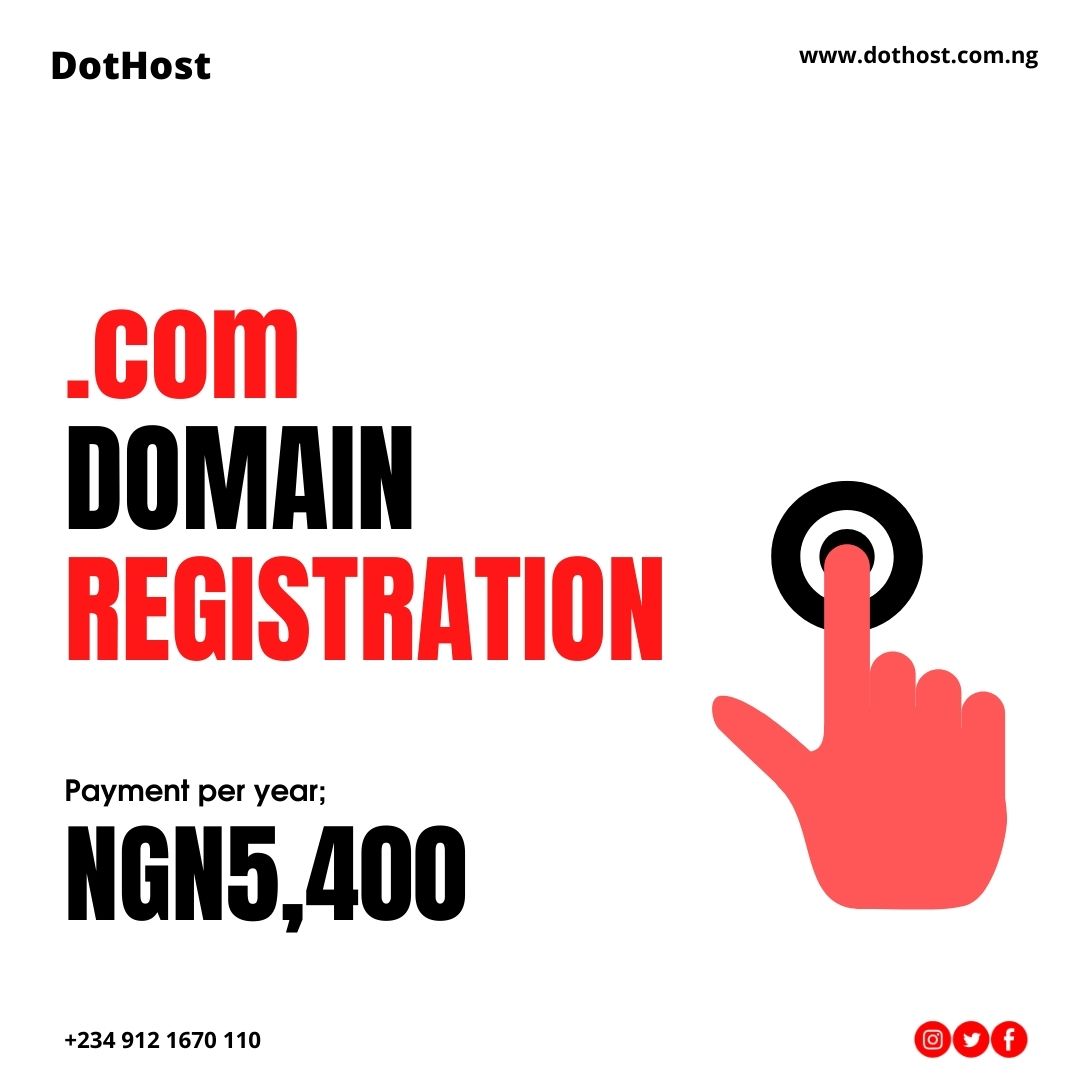 DotHost
www.dothost.com.ng
.com
DOMAIN
REGISTRATION
Payment per year;
NGN5,400
+234 912 1670 110